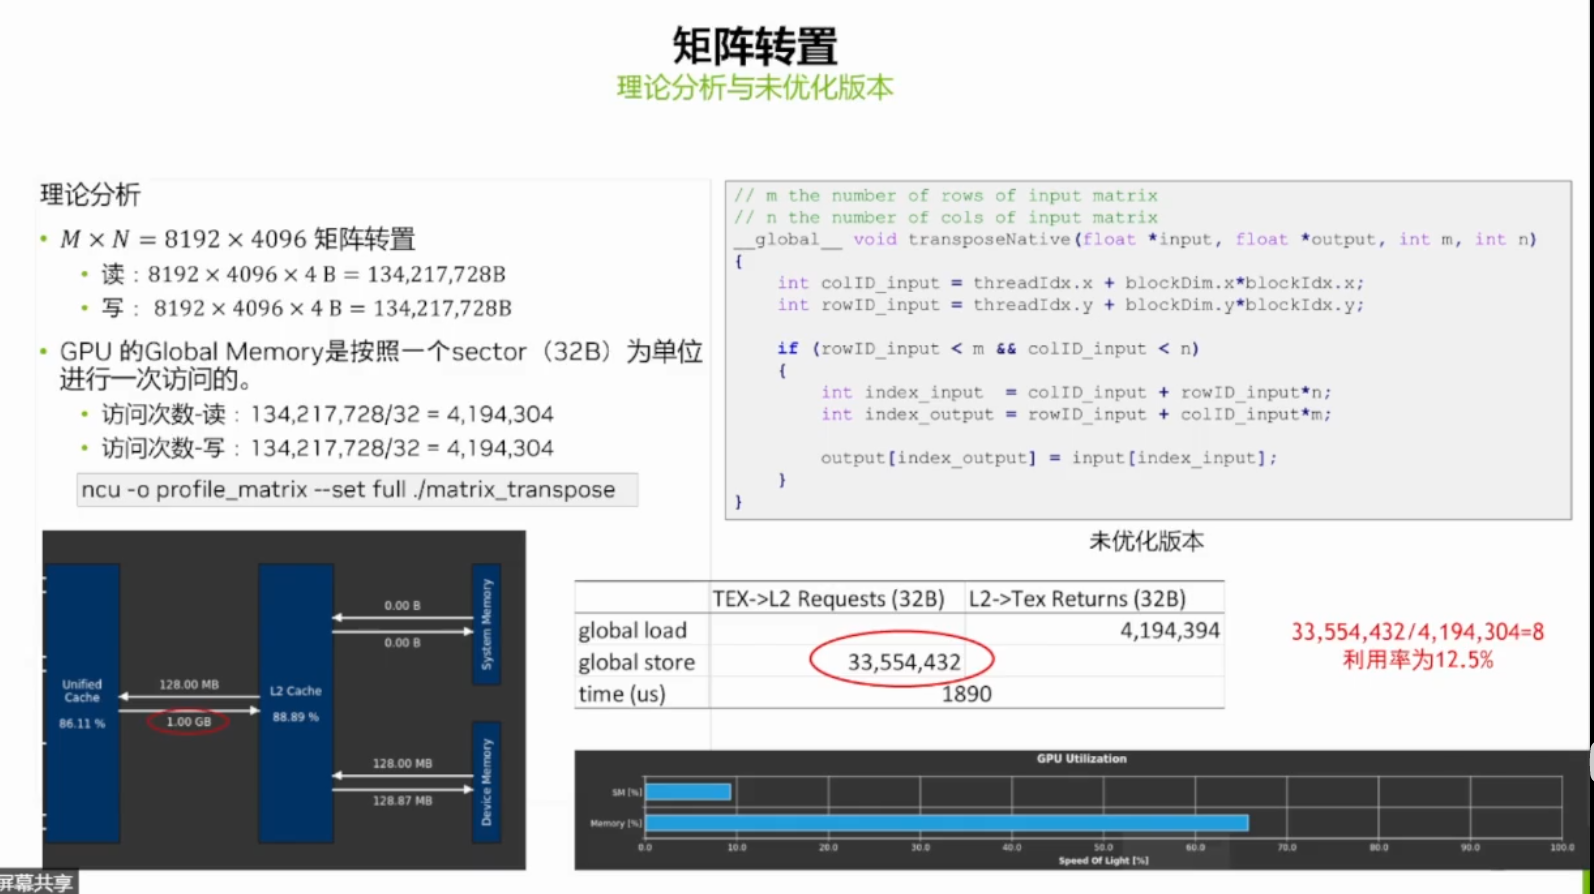 矩阵转置
理论分析与未优化版本
理论分析
• M × N = 8192 × 4096 矩阵转置
• 读：8192 × 4096 × 4 B = 134,217,728B
• 写： 8192 × 4096 × 4 B = 134,217,728B
• GPU 的Global Memory是按照一个sector（32B）为单位
进行一次访问的。
• 访问次数-读：134,217,728/32 = 4,194,304
• 访问次数-写：134,217,728/32 = 4,194,304
ncu -o profile_matrix --set full ./matrix_transpose
// m the number of rows of input matrix
// n the number of cols of input matrix
__global__ void transposeNative(float *input, float *output, int m, int n)
{
int colID_input = threadIdx.x + blockDim.x*blockIdx.x;
int rowID_input = threadIdx.y + blockDim.y*blockIdx.y;
if (rowID_input < m && colID_input < n)
{
int index_input = colID_input + rowID_input*n;
int index_output = rowID_input + colID_input*m;
output[index_output] = input[index_input];
}
}
未优化版本
Unified
Cache
86.11 %
128.00 MB
1.00 GB
L2 Cache
88.89 %
0.00 B
0.00 B
System Memory
128.00 MB
128.87 MB
Device Memory
TEX->L2 Requests (32B) L2->Tex Returns (32B)
global load 4,194,394
global store 33,554,432
time (us) 1890
33,554,432/4,194,304=8
利用率为12.5%
GPU Utilization
SM [%]
Memory [%]
0.0 10.0 20.0 30.0 40.0 50.0 60.0 70.0 80.0 90.0 100.0
Speed Of Light [%]
屏幕共享